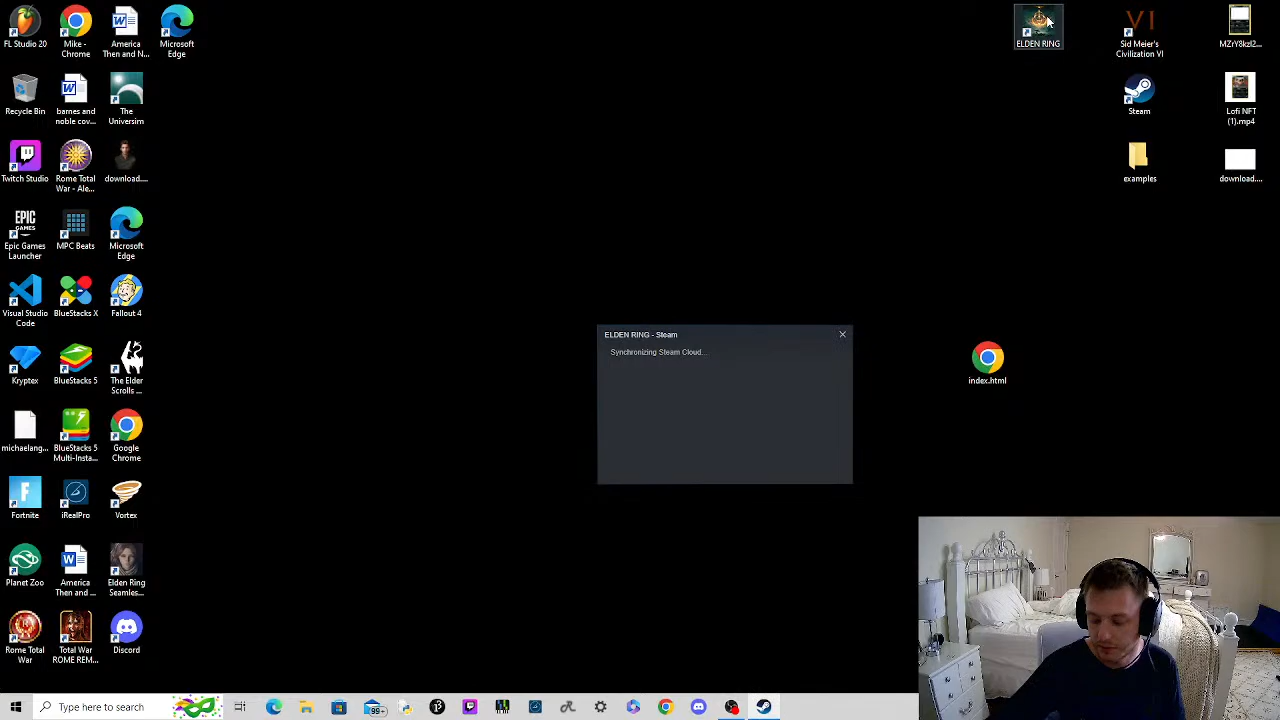 FL Studio 20
Mike -
Chrome
America
Then and N...
Microsoft
Edge
ELDEN RING
VI
Sid Meier's
Civilization VI
MZrY8kzI2...
Recycle Bin
barnes and
noble cov...
The
Universim
Steam
Lofi NFT
(1).mp4
Twitch Studio
Rome Total
War - Ale...
download....
examples
download....
EPIC
GAMES
Epic Games
Launcher
MPC Beats
Microsoft
Edge
Visual Studio
Code
BlueStacks X
Fallout 4
ELDEN RING - Steam
Synchronizing Steam Cloud...
Kryptex
BlueStacks 5
The Elder
Scrolls ...
index.html
michaelang...
BlueStacks 5
Multi-Insta...
Google
Chrome
Fortnite
iRealPro
Vortex
Planet Zoo
America
Then and ...
Elden Ring
Seamles...
Rome Total
War
Total War
ROME REM...
Discord
Type here to search
99+